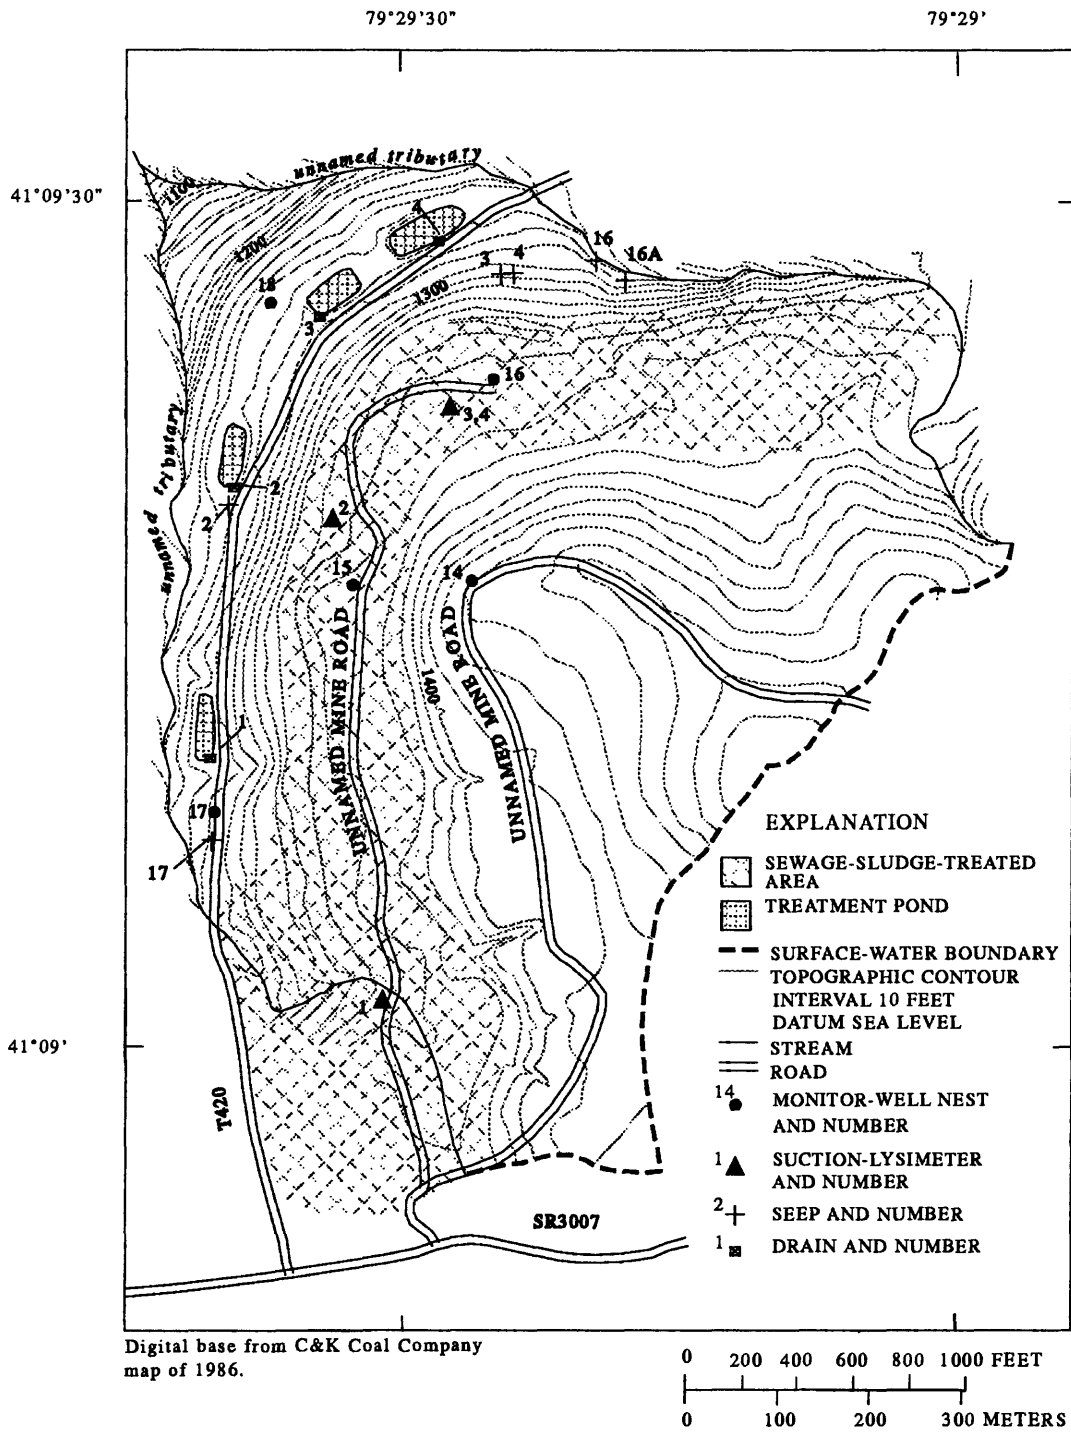 79°29'30"
79°29'
41°09'30"
unnamed tributary
1100
1200
4
16
3
4
16A
18
1300
3
16
3,4
unnamed tributary
2
2
2
15
14
UNNAMED MINE ROAD
UNNAMED MINE ROAD
1400
1
17
17
EXPLANATION
SEWAGE-SLUDGE-TREATED
AREA
TREATMENT POND
SURFACE-WATER BOUNDARY
TOPOGRAPHIC CONTOUR
INTERVAL 10 FEET
DATUM SEA LEVEL
STREAM
ROAD
14
MONITOR-WELL NEST
AND NUMBER
1
SUCTION-LYSIMETER
AND NUMBER
2
SEEP AND NUMBER
1
DRAIN AND NUMBER
1
41°09'
T420
SR3007
Digital base from C&K Coal Company
map of 1986.
0 200 400 600 800 1000 FEET
0 100 200 300 METERS